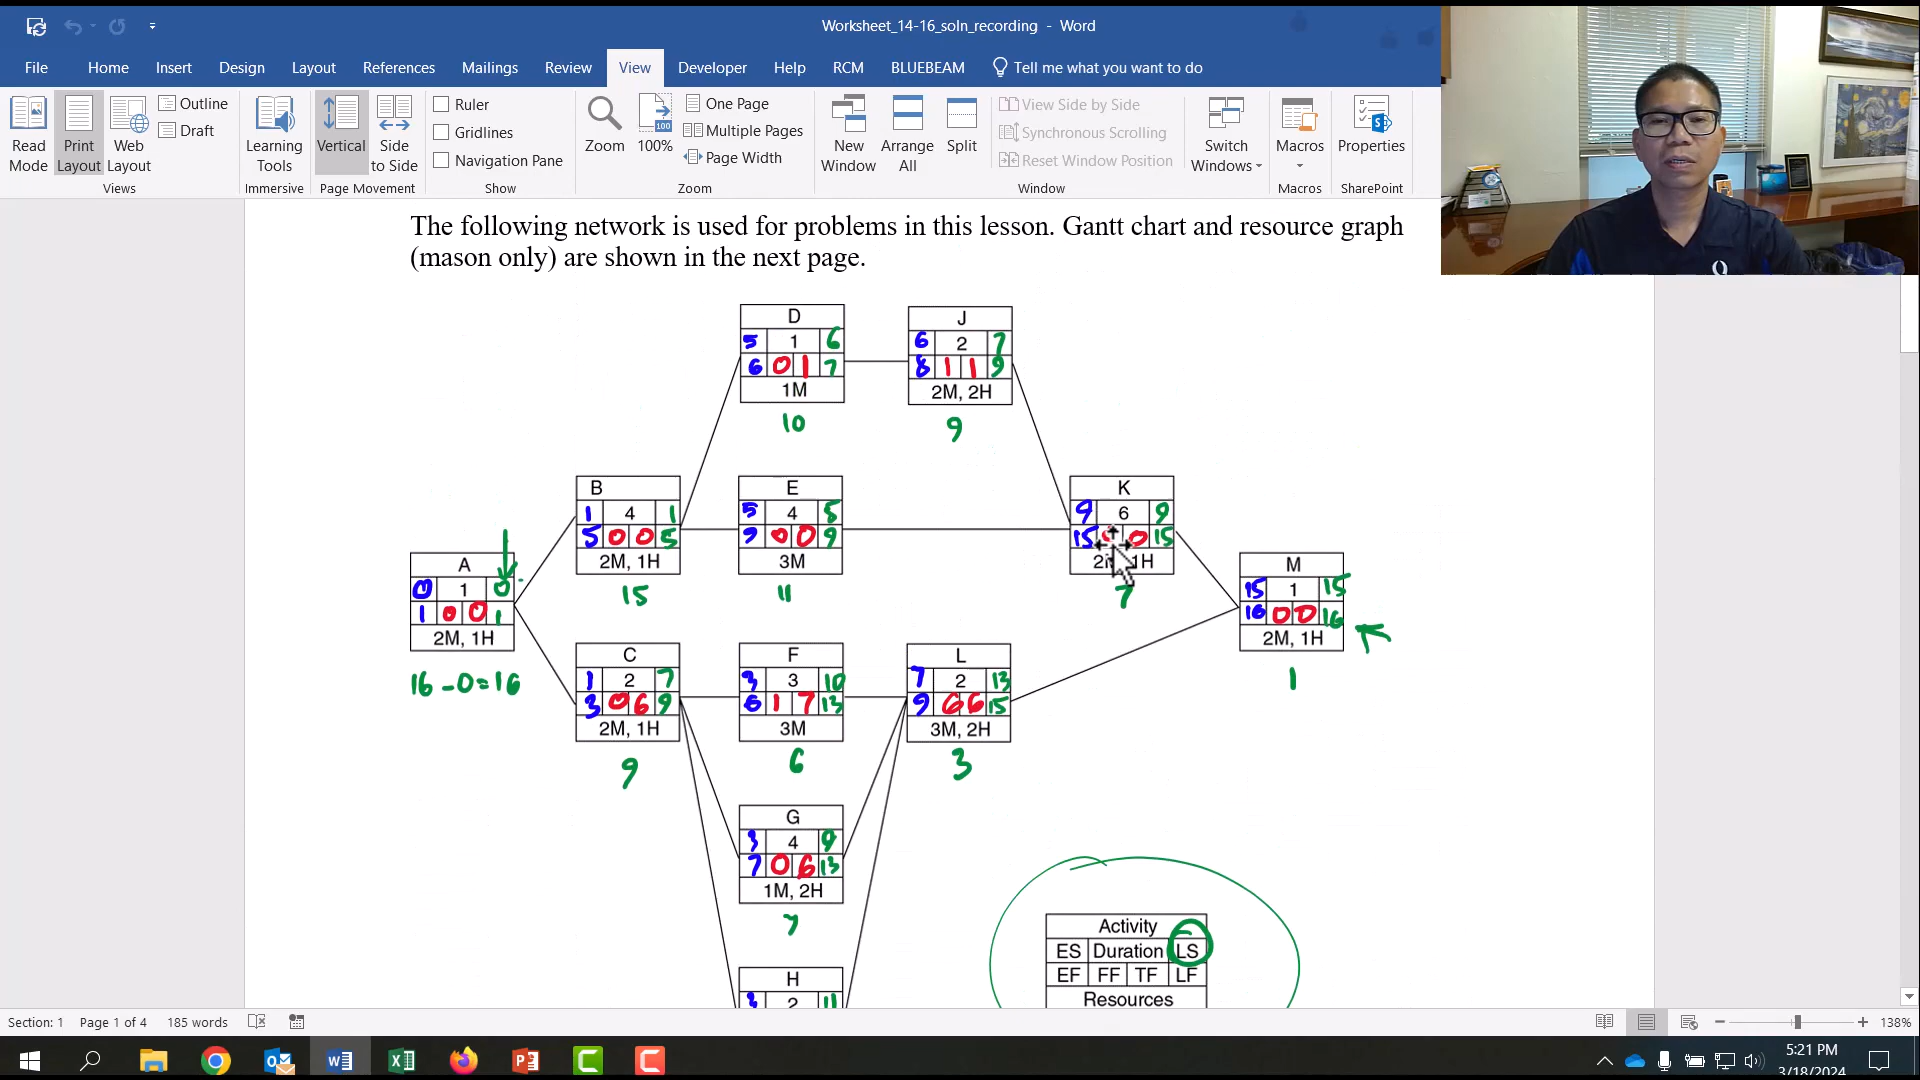 Worksheet_14-16_soln_recording - Word
File Home Insert Design Layout References Mailings Review View Developer Help RCM BLUEBEAM Tell me what you want to do
Read Mode
Print Layout
Web Layout
Outline
Draft
Views
Learning Tools
Immersive
Vertical
Side to Side
Page Movement
Ruler
Gridlines
Navigation Pane
Show
Zoom
100%
One Page
Multiple Pages
Page Width
Zoom
New Window
Arrange All
Split
View Side by Side
Synchronous Scrolling
Reset Window Position
Switch Windows
Window
Macros
Macros
Properties
SharePoint
The following network is used for problems in this lesson. Gantt chart and resource graph
(mason only) are shown in the next page.
D
5 1 6
6 0 1 7
1M
10
J
6 2 7
8 1 1 9
2M, 2H
9
B
1 4 1
5 0 0 5
2M, 1H
15
E
5 4 5
9 0 0 9
3M
11
K
9 6 9
15 0 15
1H
7
A
0 1 0
1 0 0 1
2M, 1H
16-0=16
M
15 1 15
16 0 0 16
2M, 1H
1
C
1 2 7
3 0 6 9
2M, 1H
9
F
3 3 10
6 1 7 13
3M
6
L
7 2 13
9 6 6 15
3M, 2H
3
G
3 4 9
7 0 6 13
1M, 2H
7
H
3 2 11
Activity
ES Duration LS
EF FF TF LF
Resources
Section: 1 Page 1 of 4 185 words
138%
5:21 PM
3/18/2024